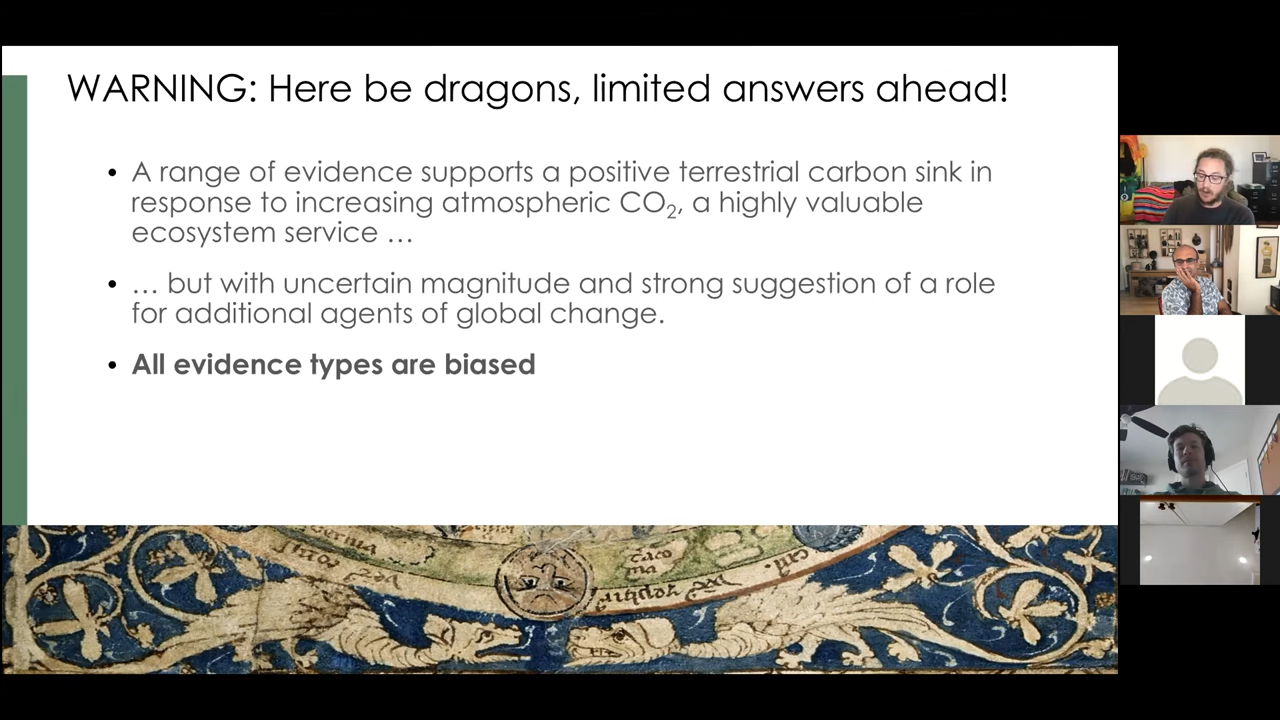 WARNING: Here be dragons, limited answers ahead!
• A range of evidence supports a positive terrestrial carbon sink in
response to increasing atmospheric CO₂, a highly valuable
ecosystem service …
• … but with uncertain magnitude and strong suggestion of a role
for additional agents of global change.
• All evidence types are biased